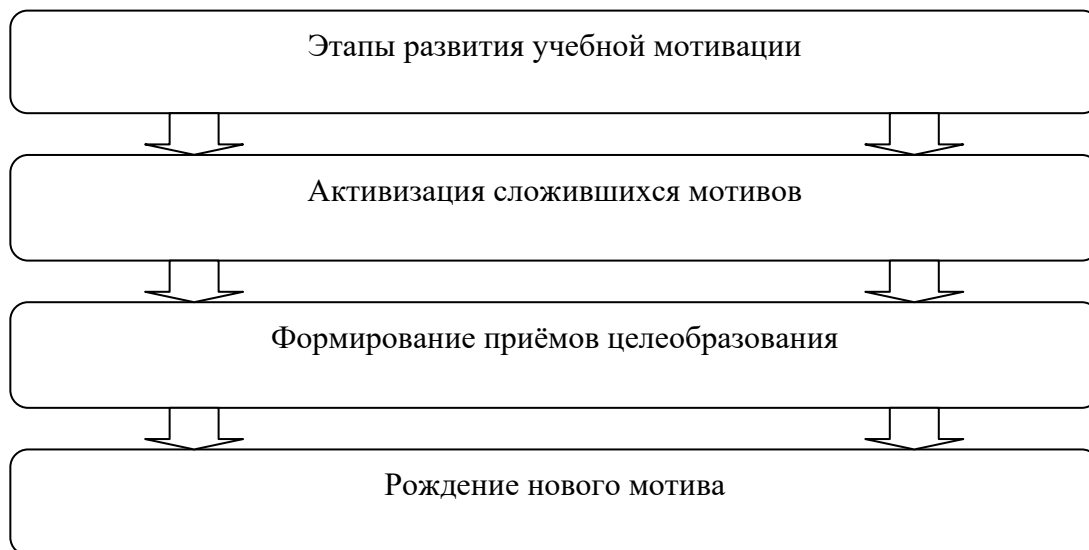 Этапы развития учебной мотивации
Активизация сложившихся мотивов
Формирование приёмов целеобразования
Рождение нового мотива